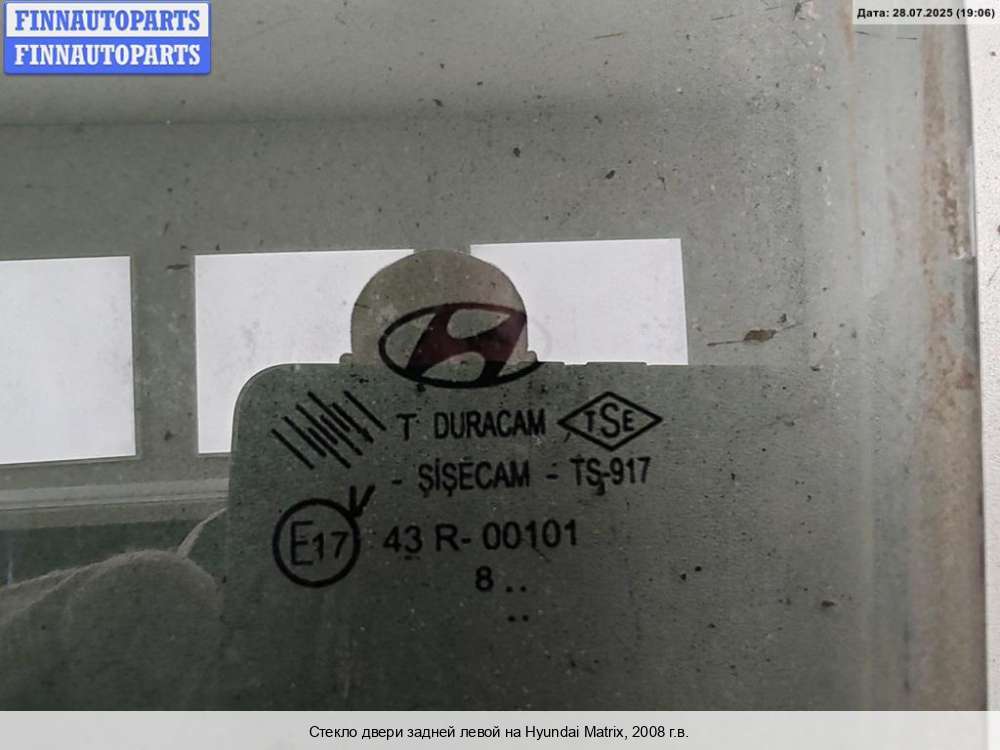 FINNAUTOPARTS
FINNAUTOPARTS
Дата: 28.07.2025 (19:06)
T DURACAM TSE
- ŞİŞECAM - TS-917
E17 43 R- 00101
8 ..
..
Стекло двери задней левой на Hyundai Matrix, 2008 г.в.